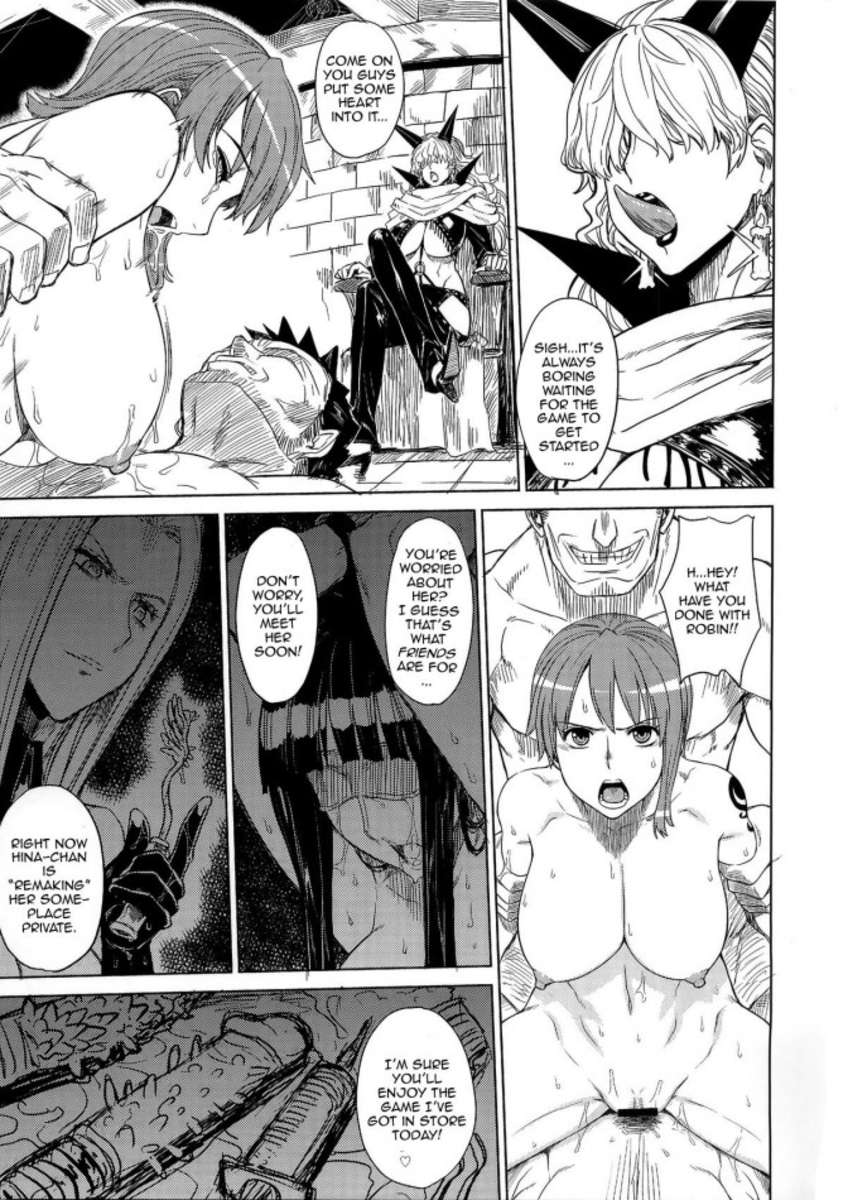 SIGH...IT'S
ALWAYS
BORING
WAITING
FOR THE
GAME TO
GET
STARTED
...
COME ON
YOU GUYS
PUT SOME
HEART
INTO IT...
H...HEY!
WHAT
HAVE YOU
DONE WITH
ROBIN!!
YOU'RE
WORRIED
ABOUT
HER?
I GUESS
THAT'S
WHAT
FRIENDS
ARE FOR
...
DON'T
WORRY,
YOU'LL
MEET
HER
SOON!
RIGHT NOW
HINA-CHAN
IS
"REMAKING"
HER SOME-
PLACE
PRIVATE.
I'M SURE
YOU'LL
ENJOY THE
GAME I'VE
GOT IN STORE
TODAY!
♡